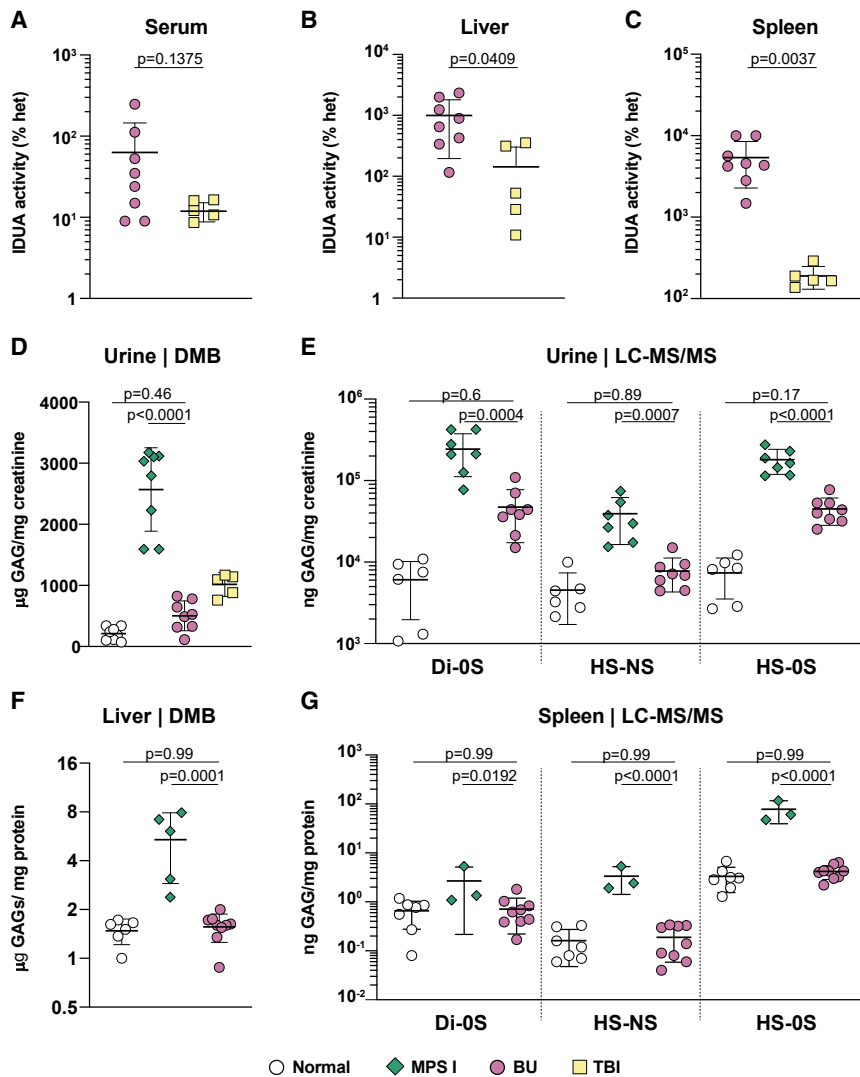 A Serum
p=0.1375
IDUA activity (% het)
10³
10²
10¹
1
B Liver
p=0.0409
IDUA activity (% het)
10⁴
10³
10²
10¹
1
C Spleen
p=0.0037
IDUA activity (% het)
10⁵
10⁴
10³
10²
D Urine | DMB
p=0.46
p<0.0001
µg GAG/mg creatinine
4000
3000
2000
1000
0
E Urine | LC-MS/MS
p=0.6 p=0.89 p=0.17
p=0.0004 p=0.0007 p<0.0001
ng GAG/mg creatinine
10⁶
10⁵
10⁴
10³
Di-0S HS-NS HS-0S
F Liver | DMB
p=0.99
p=0.0001
µg GAGs/ mg protein
16
8
4
2
1
0.5
G Spleen | LC-MS/MS
p=0.99 p=0.99 p=0.99
p=0.0192 p<0.0001 p<0.0001
ng GAG/mg protein
10³
10²
10¹
10⁰
10⁻¹
10⁻²
Di-0S HS-NS HS-0S
Normal MPS I BU TBI